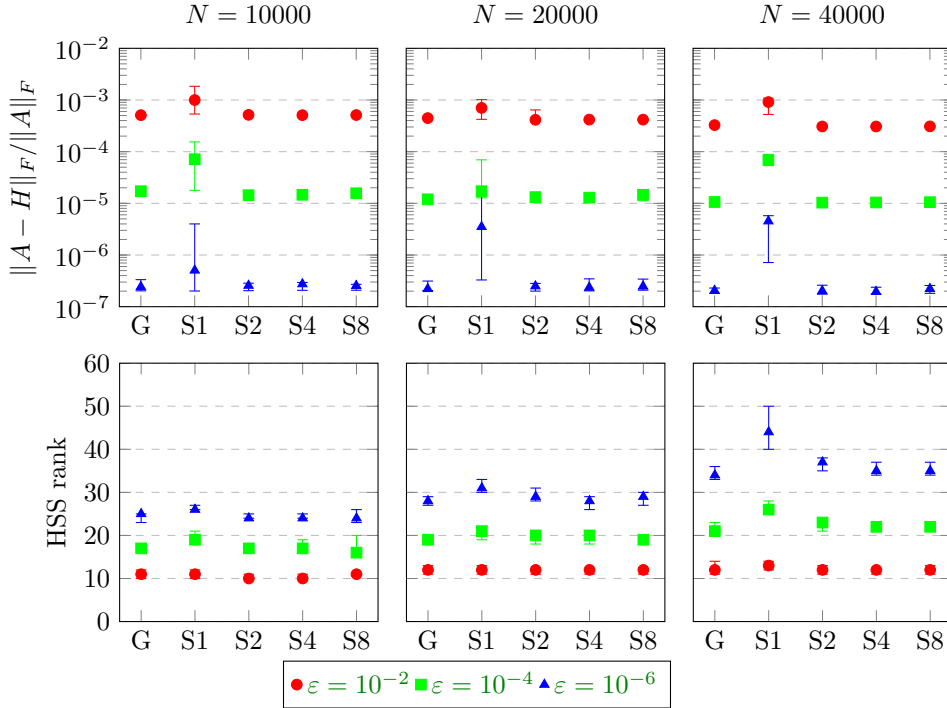 N = 10000 N = 20000 N = 40000
‖A − H‖_F/‖A‖_F
10^−2
10^−3
10^−4
10^−5
10^−6
10^−7
G S1 S2 S4 S8 G S1 S2 S4 S8 G S1 S2 S4 S8
HSS rank
60
50
40
30
20
10
0
G S1 S2 S4 S8 G S1 S2 S4 S8 G S1 S2 S4 S8
ε = 10^−2 ε = 10^−4 ε = 10^−6